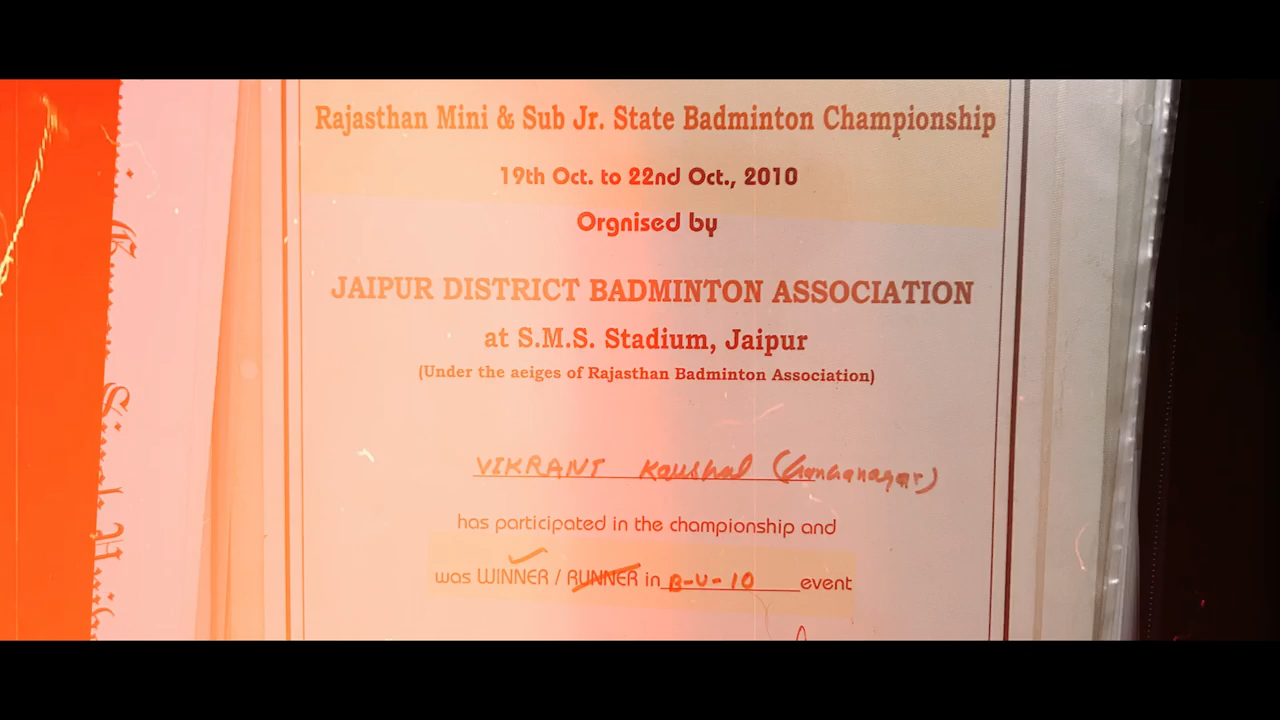 Rajasthan Mini & Sub Jr. State Badminton Championship
19th Oct. to 22nd Oct., 2010
Orgnised by
JAIPUR DISTRICT BADMINTON ASSOCIATION
at S.M.S. Stadium, Jaipur
(Under the aeiges of Rajasthan Badminton Association)
VIKRANT Kaushal (Ganganagar)
has participated in the championship and
was WINNER / RUNNER in B-U-10 event